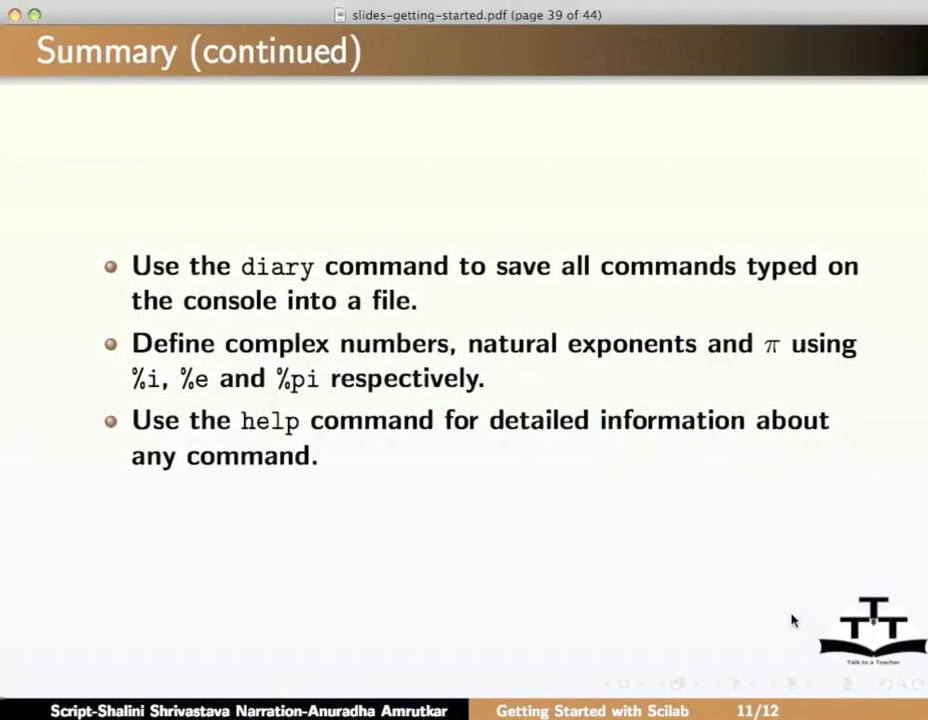 slides-getting-started.pdf (page 39 of 44)
Summary (continued)
Use the diary command to save all commands typed on
the console into a file.
Define complex numbers, natural exponents and π using
%i, %e and %pi respectively.
Use the help command for detailed information about
any command.
TTT
Talk to a Teacher
Script-Shalini Shrivastava Narration-Anuradha Amrutkar Getting Started with Scilab 11/12